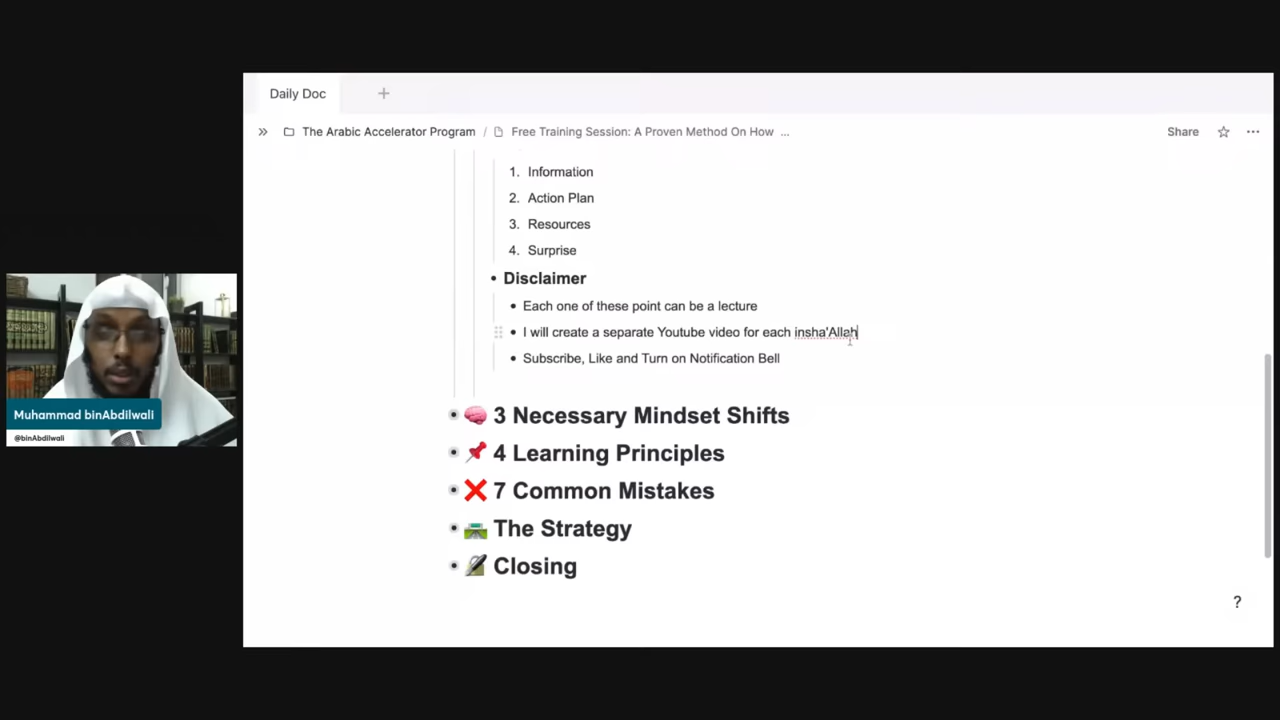 Daily Doc
The Arabic Accelerator Program / Free Training Session: A Proven Method On How ...
Share
1. Information
2. Action Plan
3. Resources
4. Surprise
• Disclaimer
• Each one of these point can be a lecture
• I will create a separate Youtube video for each insha'Allah
• Subscribe, Like and Turn on Notification Bell
• 3 Necessary Mindset Shifts
• 4 Learning Principles
• 7 Common Mistakes
• The Strategy
• Closing
?
Muhammad binAbdilwali
@binAbdilwali